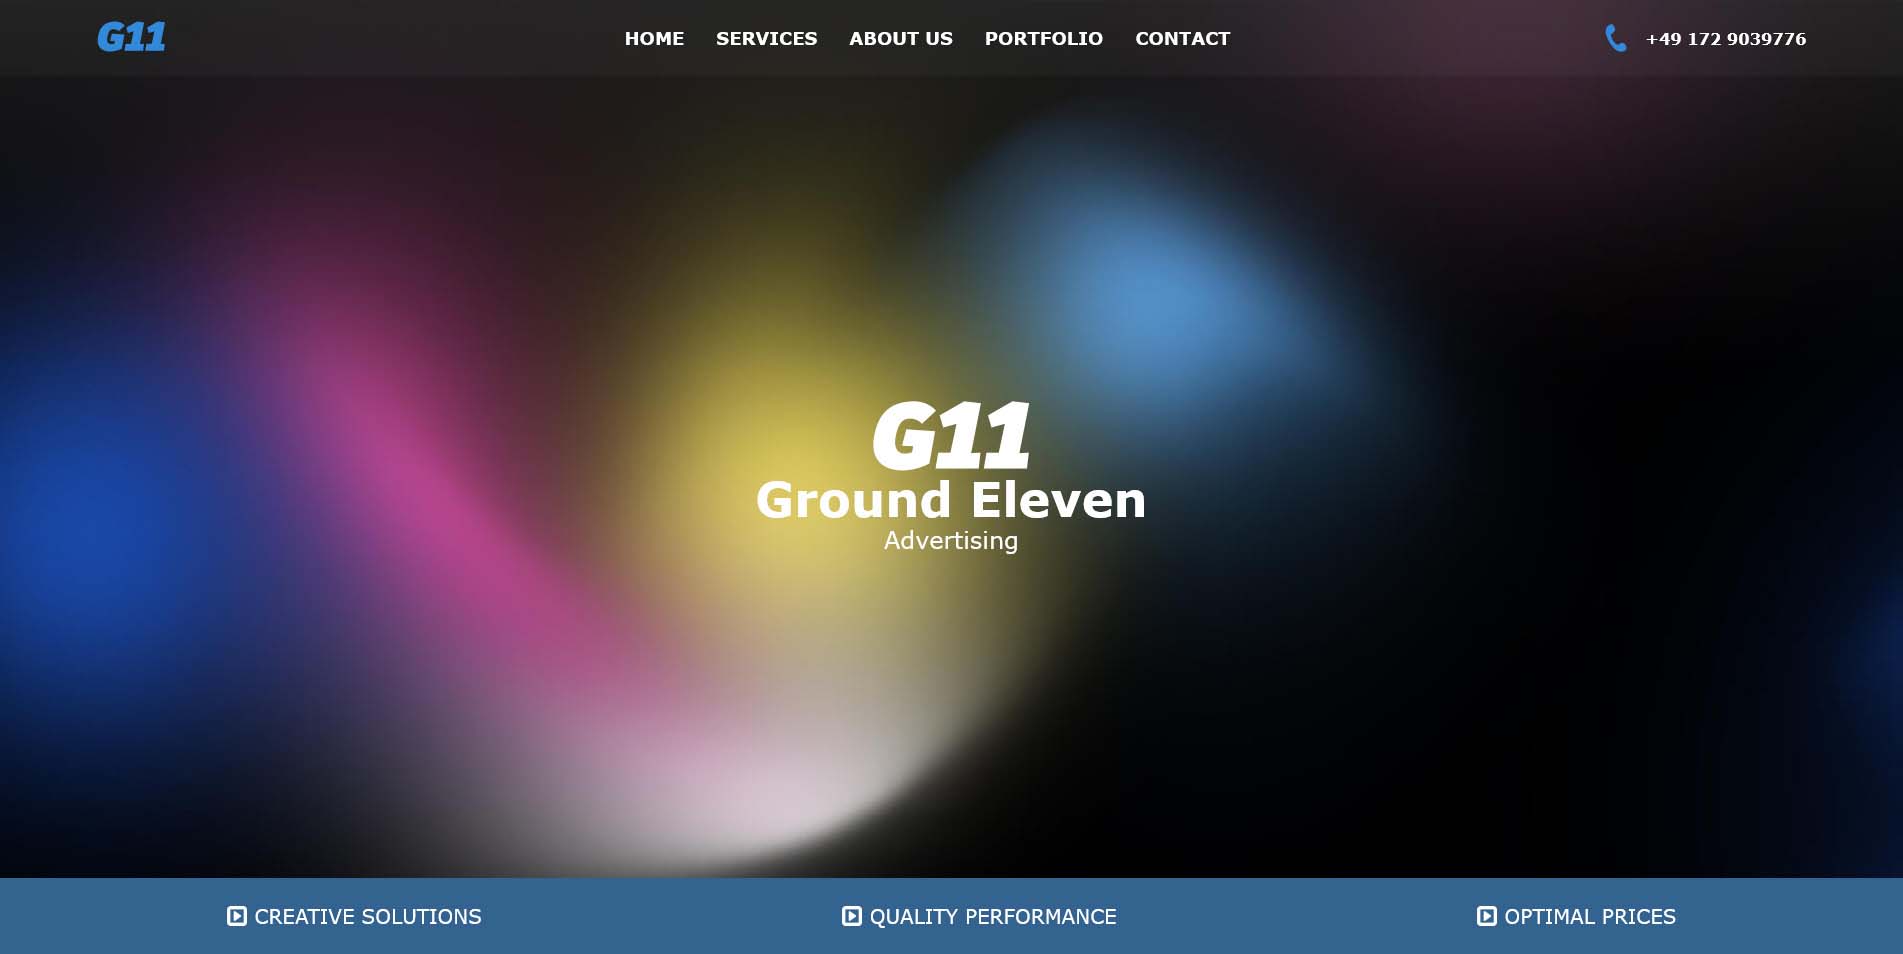 G11
HOME SERVICES ABOUT US PORTFOLIO CONTACT
+49 172 9039776
G11
Ground Eleven
Advertising
CREATIVE SOLUTIONS
QUALITY PERFORMANCE
OPTIMAL PRICES